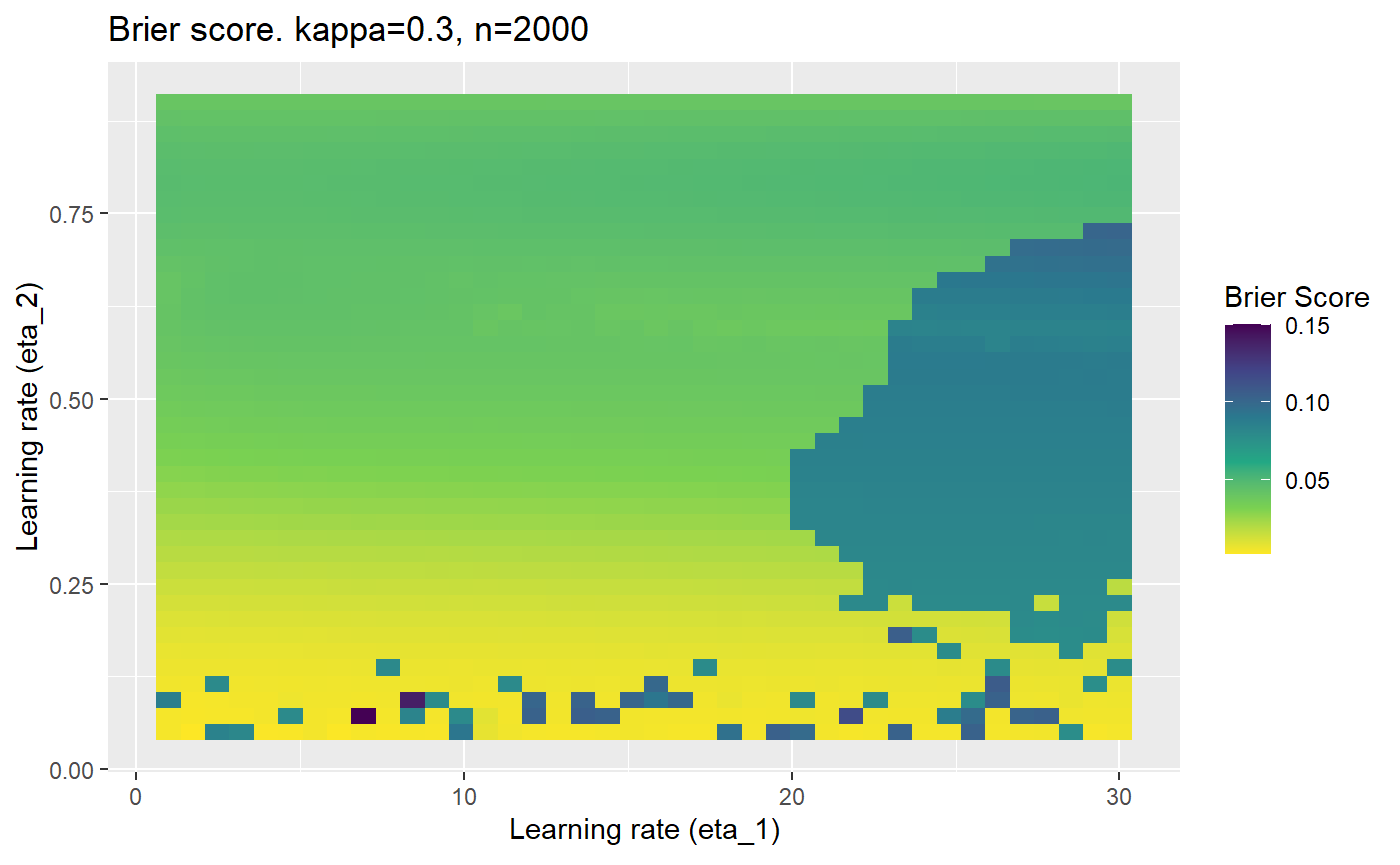 Brier score. kappa=0.3, n=2000
Learning rate (eta_2)
0.75
0.50
0.25
0.00
0
10
20
30
Learning rate (eta_1)
Brier Score
0.15
0.10
0.05